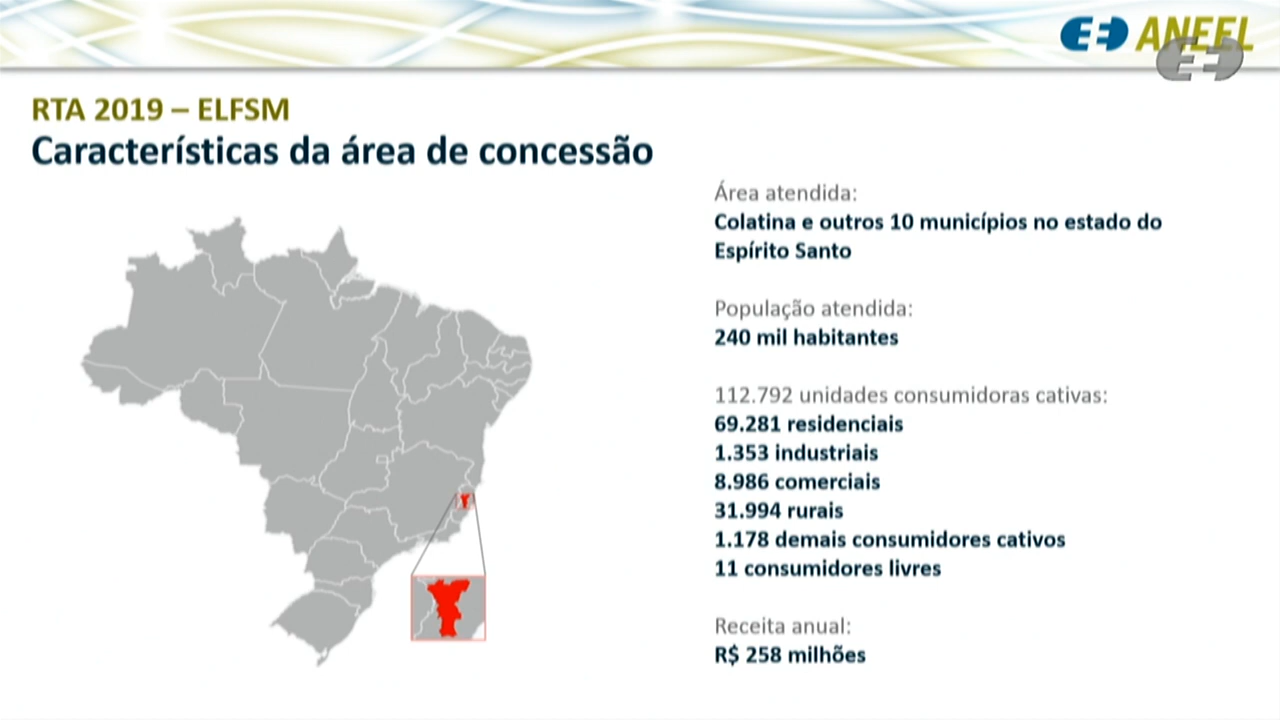 ANEEL
RTA 2019 – ELFSM
Características da área de concessão
Área atendida:
Colatina e outros 10 municípios no estado do
Espírito Santo
População atendida:
240 mil habitantes
112.792 unidades consumidoras cativas:
69.281 residenciais
1.353 industriais
8.986 comerciais
31.994 rurais
1.178 demais consumidores cativos
11 consumidores livres
Receita anual:
R$ 258 milhões